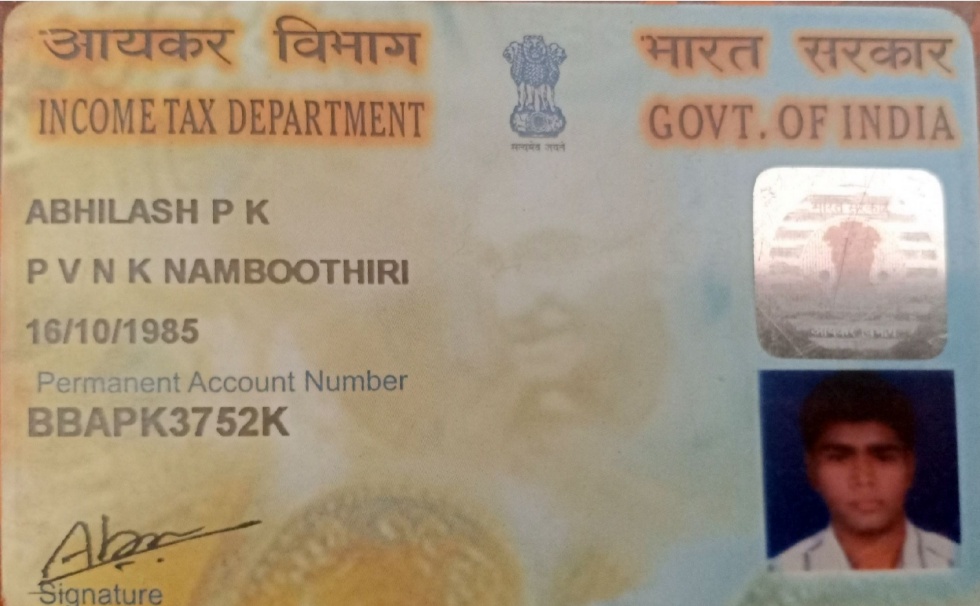 आयकर विभाग
INCOME TAX DEPARTMENT
सत्यमेव जयते
भारत सरकार
GOVT. OF INDIA
ABHILASH P K
P V N K NAMBOOTHIRI
16/10/1985
Permanent Account Number
BBAPK3752K
Signature